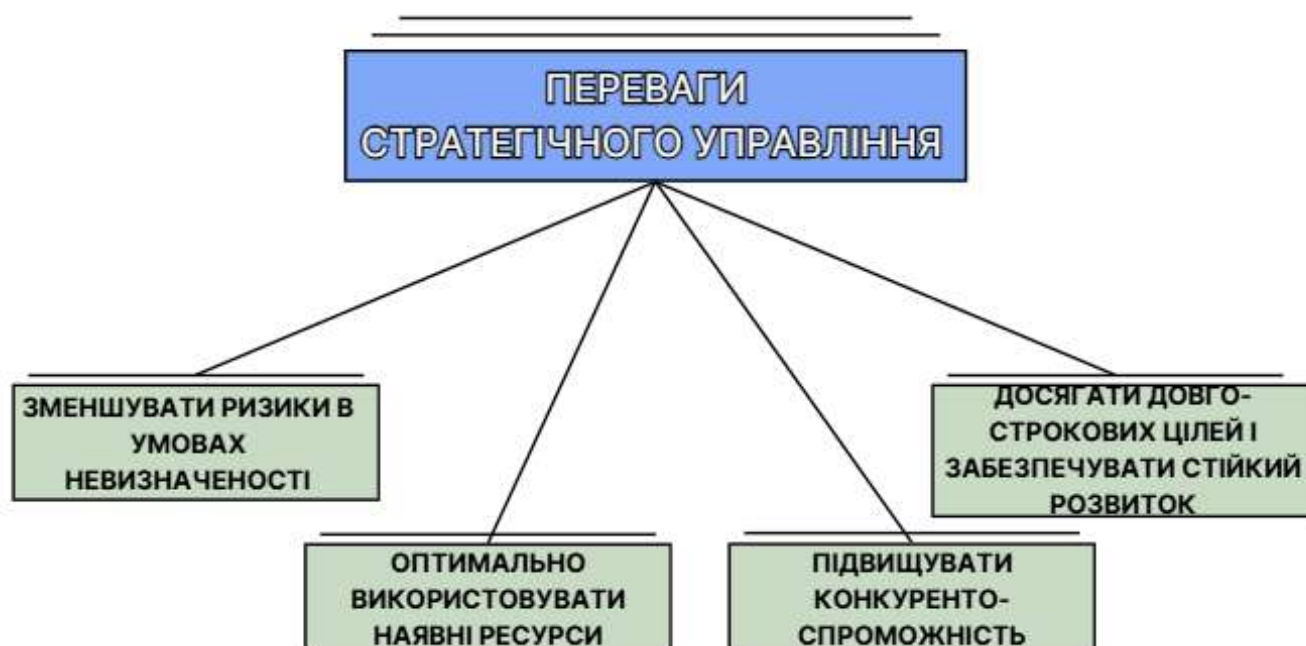 ПЕРЕВАГИ
СТРАТЕГІЧНОГО УПРАВЛІННЯ
ЗМЕНШУВАТИ РИЗИКИ В
УМОВАХ
НЕВИЗНАЧЕНОСТІ
ОПТИМАЛЬНО
ВИКОРИСТОВУВАТИ
НАЯВНІ РЕСУРСИ
ПІДВИЩУВАТИ
КОНКУРЕНТО-
СПРОМОЖНІСТЬ
ДОСЯГАТИ ДОВГО-
СТРОКОВИХ ЦІЛЕЙ І
ЗАБЕЗПЕЧУВАТИ СТІЙКИЙ
РОЗВИТОК